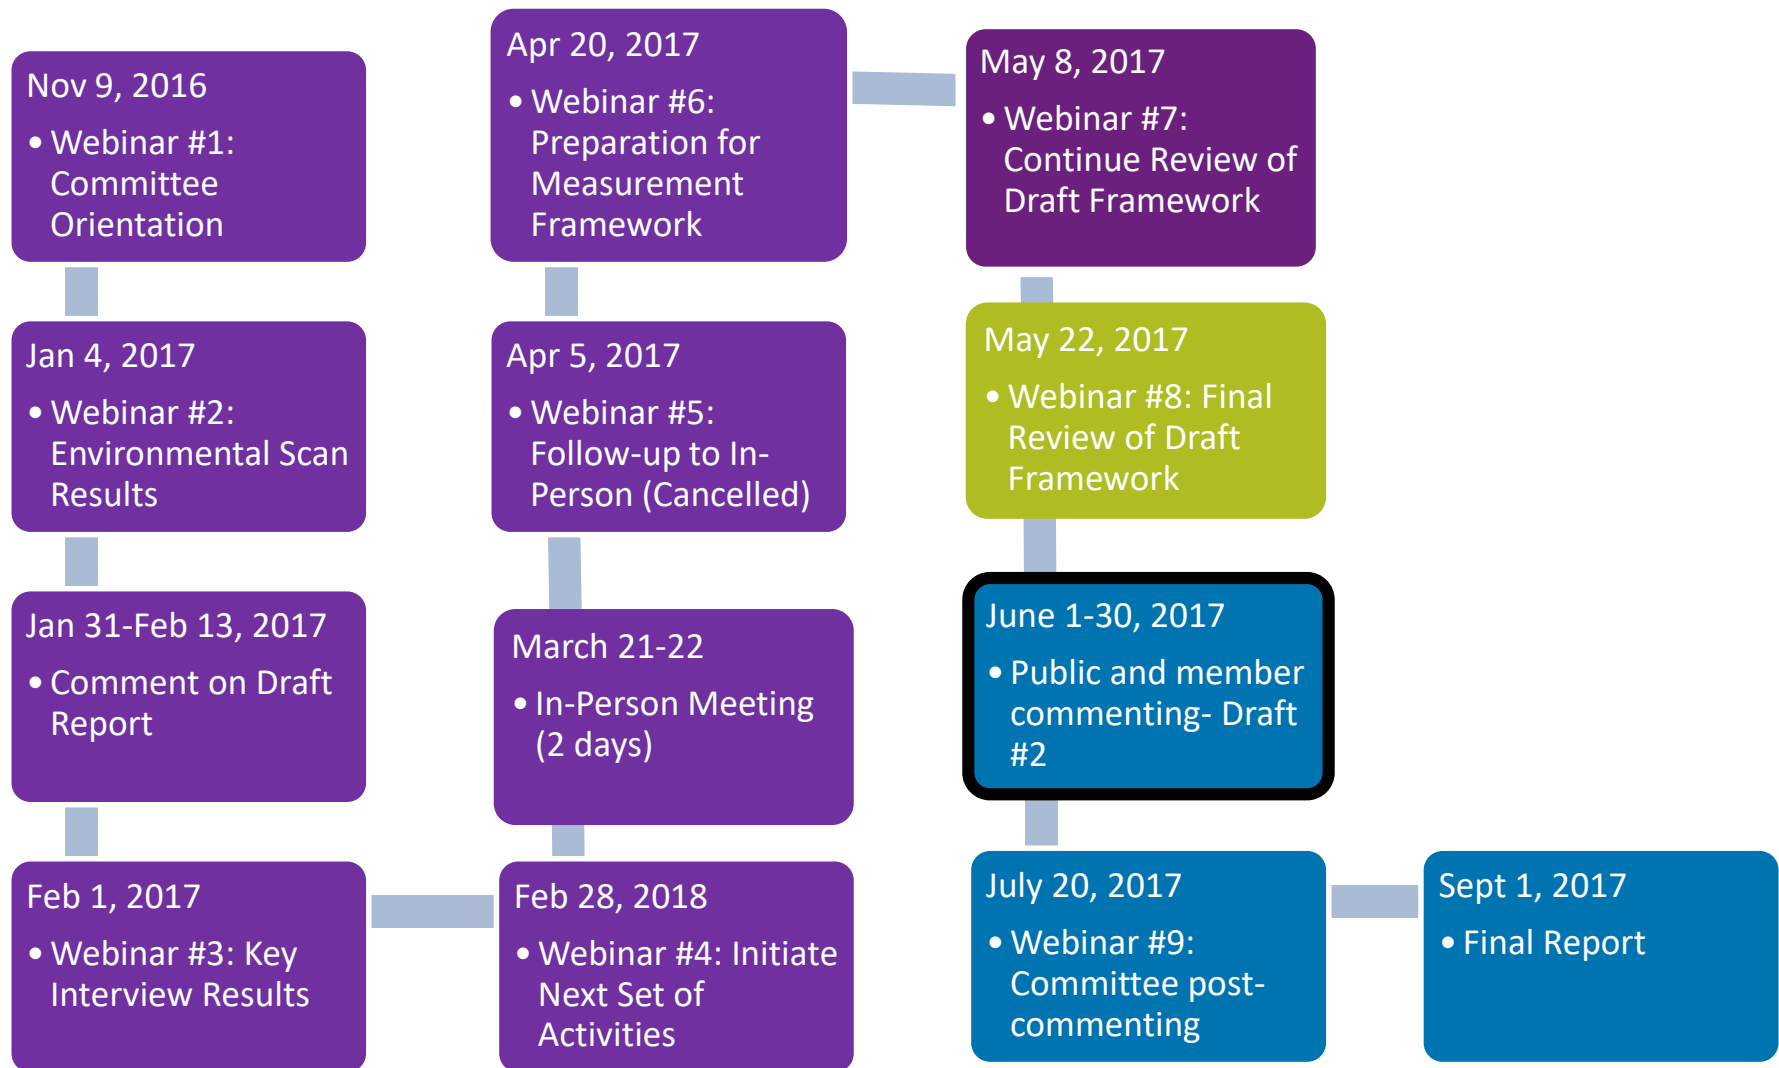 Nov 9, 2016
• Webinar #1:
Committee
Orientation
Jan 4, 2017
• Webinar #2:
Environmental Scan
Results
Jan 31-Feb 13, 2017
• Comment on Draft
Report
Feb 1, 2017
• Webinar #3: Key
Interview Results
Feb 28, 2018
• Webinar #4: Initiate
Next Set of
Activities
March 21-22
• In-Person Meeting
(2 days)
Apr 5, 2017
• Webinar #5:
Follow-up to In-
Person (Cancelled)
Apr 20, 2017
• Webinar #6:
Preparation for
Measurement
Framework
May 8, 2017
• Webinar #7:
Continue Review of
Draft Framework
May 22, 2017
• Webinar #8: Final
Review of Draft
Framework
June 1-30, 2017
• Public and member
commenting- Draft
#2
July 20, 2017
• Webinar #9:
Committee post-
commenting
Sept 1, 2017
• Final Report